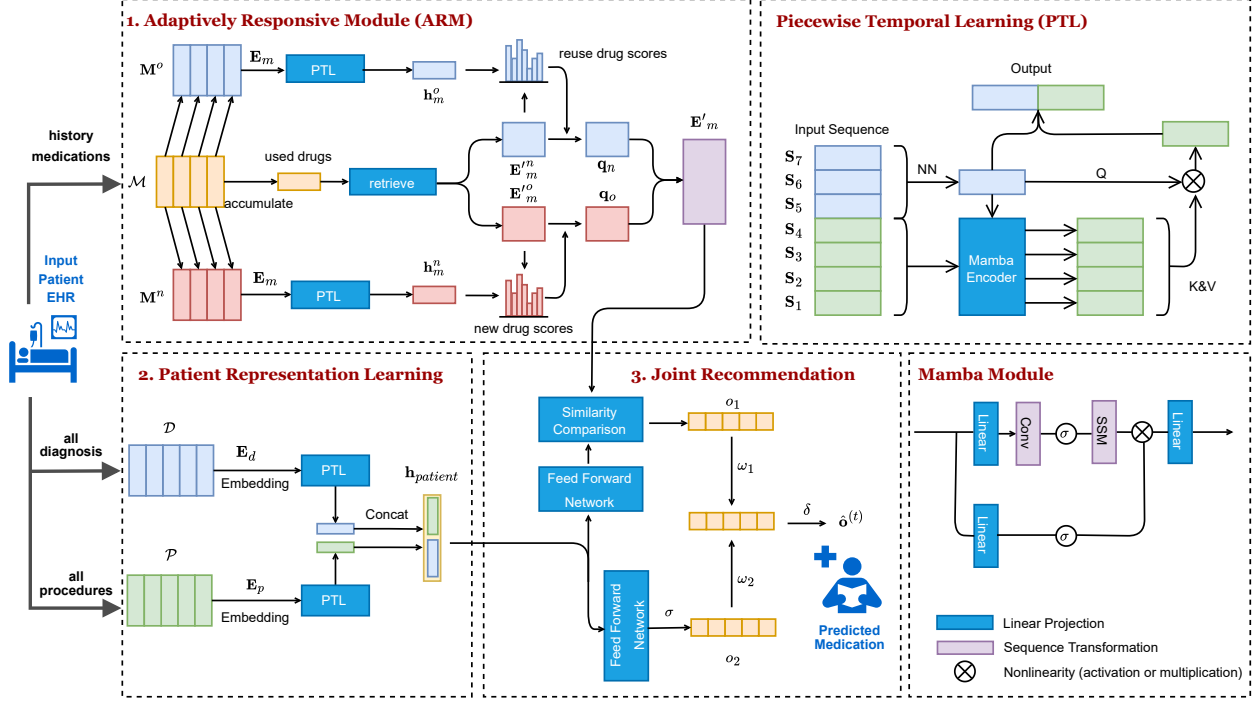 1. Adaptively Responsive Module (ARM)
M^o
E_m
PTL
h_m^o
reuse drug scores
history
medications
M
used drugs
accumulate
retrieve
E'_m^n
E'_m^o
q_n
q_o
E'_m
M^n
E_m
PTL
h_m^n
new drug scores
Input
Patient
EHR
Piecewise Temporal Learning (PTL)
Output
Input Sequence
S_7
S_6
S_5
S_4
S_3
S_2
S_1
NN
Q
Mamba
Encoder
K&V
2. Patient Representation Learning
all
diagnosis
D
E_d
Embedding
PTL
Concat
h_patient
all
procedures
P
E_p
Embedding
PTL
3. Joint Recommendation
Similarity
Comparison
Feed Forward
Network
Feed Forward
Network
σ
o_1
ω_1
δ
ô^(t)
ω_2
o_2
Predicted
Medication
Mamba Module
Linear
Conv
σ
SSM
Linear
Linear
σ
Linear Projection
Sequence Transformation
Nonlinearity (activation or multiplication)